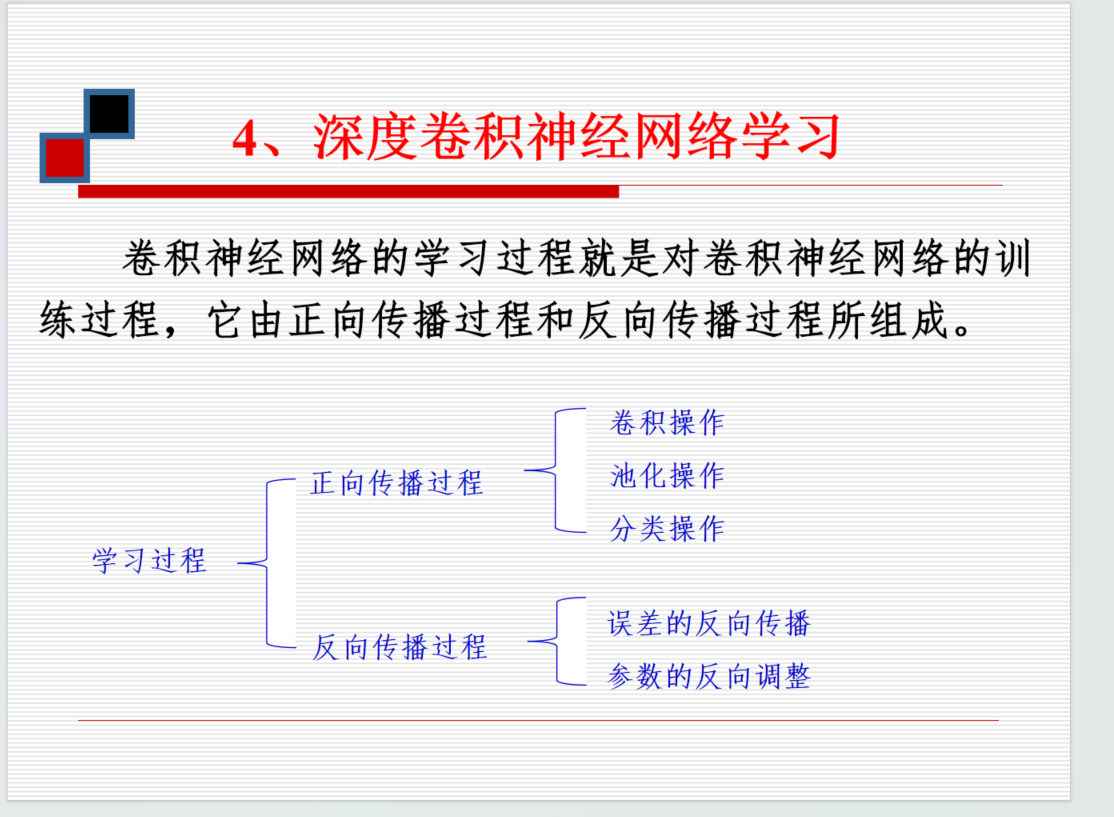 4、深度卷积神经网络学习
卷积神经网络的学习过程就是对卷积神经网络的训
练过程，它由正向传播过程和反向传播过程所组成。
学习过程
正向传播过程
卷积操作
池化操作
分类操作
反向传播过程
误差的反向传播
参数的反向调整